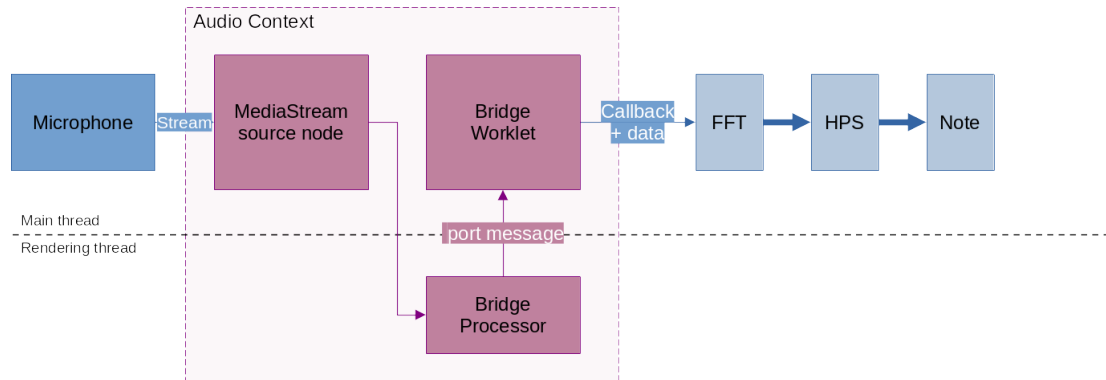 Audio Context
Microphone
Stream
MediaStream
source node
Bridge
Worklet
Callback
+ data
FFT
HPS
Note
Main thread
Rendering thread
port message
Bridge
Processor